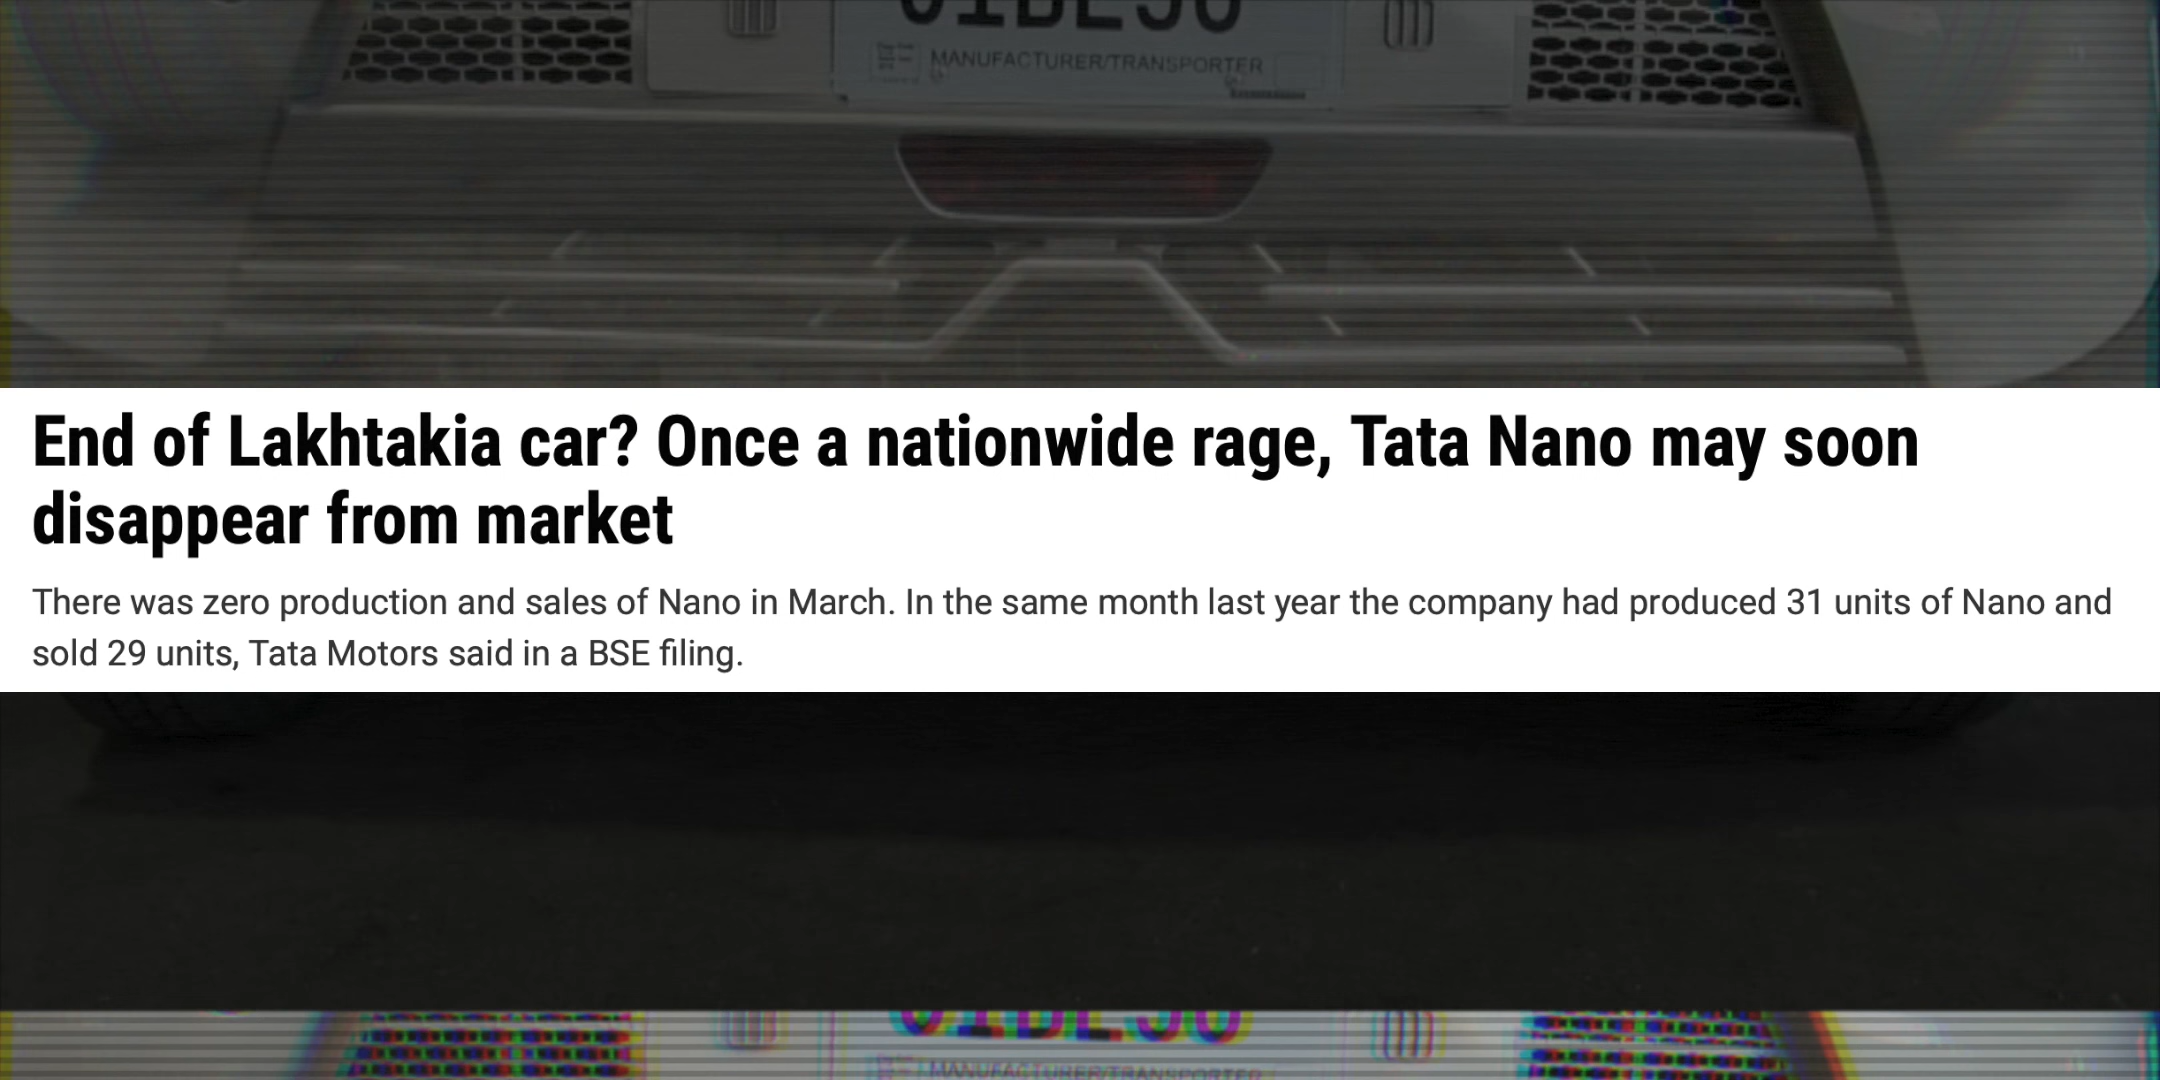 MANUFACTURER/TRANSPORTER
End of Lakhtakia car? Once a nationwide rage, Tata Nano may soon
disappear from market
There was zero production and sales of Nano in March. In the same month last year the company had produced 31 units of Nano and
sold 29 units, Tata Motors said in a BSE filing.
MANUFACTURER/TRANSPORTER